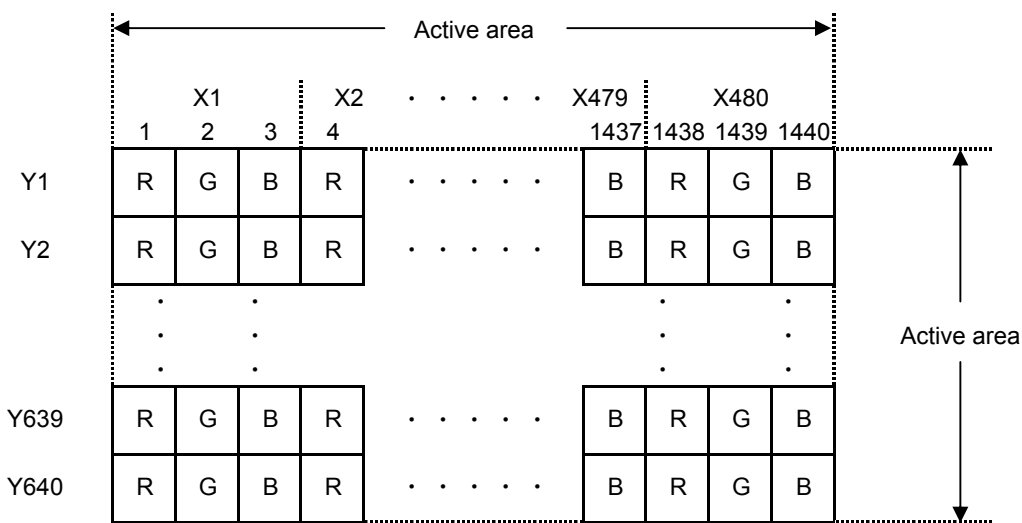 Active area
X1 X2 · · · · · X479 X480
1 2 3 4 1437 1438 1439 1440
Y1 R G B R · · · · · B R G B
Y2 R G B R · · · · · B R G B
Active area
Y639 R G B R · · · · · B R G B
Y640 R G B R · · · · · B R G B